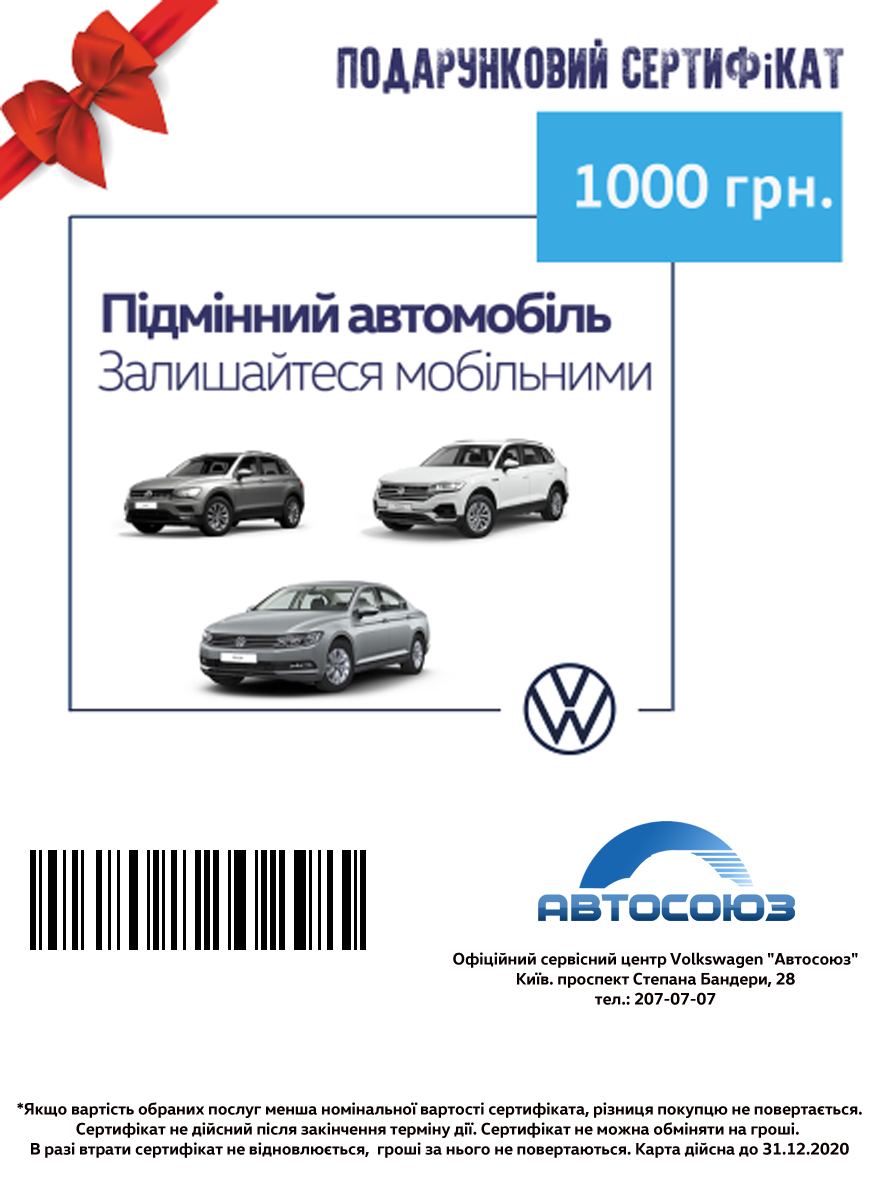 ПОДАРУНКОВИЙ СЕРТИФіКАТ
1000 грн.
Підмінний автомобіль
Залишайтеся мобільними
АВТОСОЮЗ
Офіційний сервісний центр Volkswagen "Автосоюз"
Київ. проспект Степана Бандери, 28
тел.: 207-07-07
*Якщо вартість обраних послуг менша номінальної вартості сертифіката, різниця покупцю не повертається.
Сертифікат не дійсний після закінчення терміну дії. Сертифікат не можна обміняти на гроші.
В разі втрати сертифікат не відновлюється, гроші за нього не повертаються. Карта дійсна до 31.12.2020